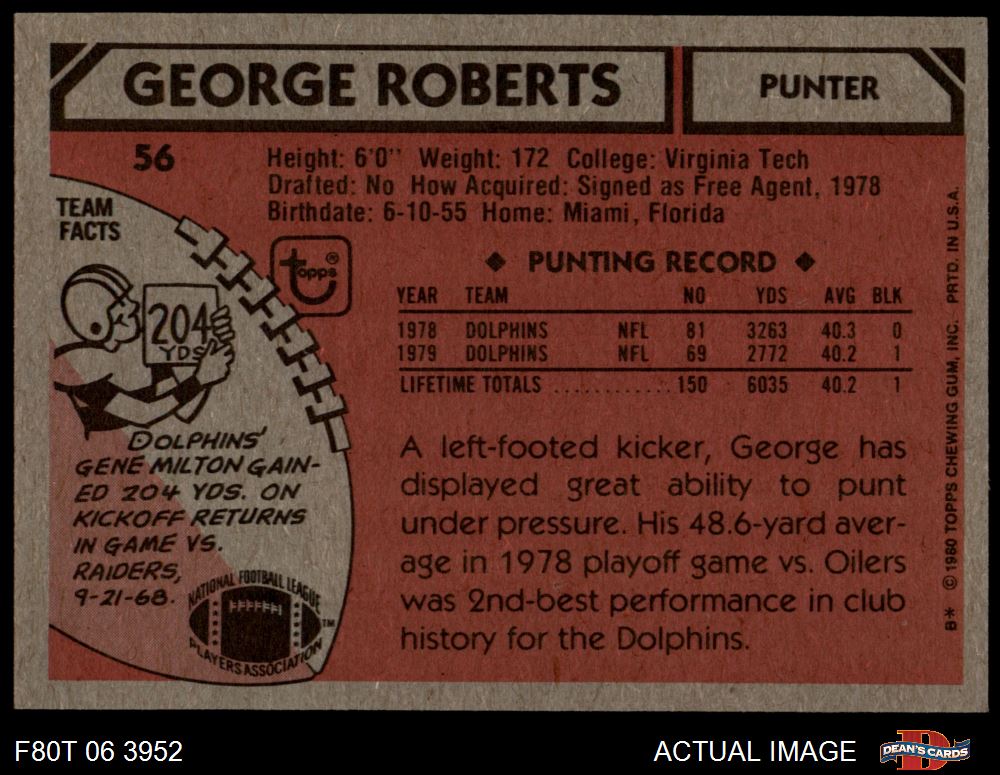 GEORGE ROBERTS
PUNTER
56
Height: 6'0" Weight: 172 College: Virginia Tech
Drafted: No How Acquired: Signed as Free Agent, 1978
Birthdate: 6-10-55 Home: Miami, Florida
TEAM
FACTS
204
YDS
DOLPHINS'
GENE MILTON GAIN-
ED 204 YDS. ON
KICKOFF RETURNS
IN GAME VS.
RAIDERS,
9-21-68.
NATIONAL FOOTBALL LEAGUE
PLAYERS ASSOCIATION
TM
topps ®
◆ PUNTING RECORD ◆
YEAR TEAM NO YDS AVG BLK
1978 DOLPHINS NFL 81 3263 40.3 0
1979 DOLPHINS NFL 69 2772 40.2 1
LIFETIME TOTALS ............ 150 6035 40.2 1
A left-footed kicker, George has
displayed great ability to punt
under pressure. His 48.6-yard aver-
age in 1978 playoff game vs. Oilers
was 2nd-best performance in club
history for the Dolphins.
B* © 1980 TOPPS CHEWING GUM, INC. PRTD. IN U.S.A.
F80T 06 3952
ACTUAL IMAGE
D
DEAN'S CARDS